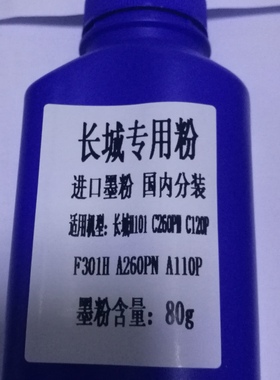 长城专用粉
进口墨粉 国内分装
适用机型：长城N101 C260PN C120P
F301H A260PN A110P
墨粉含量：80g